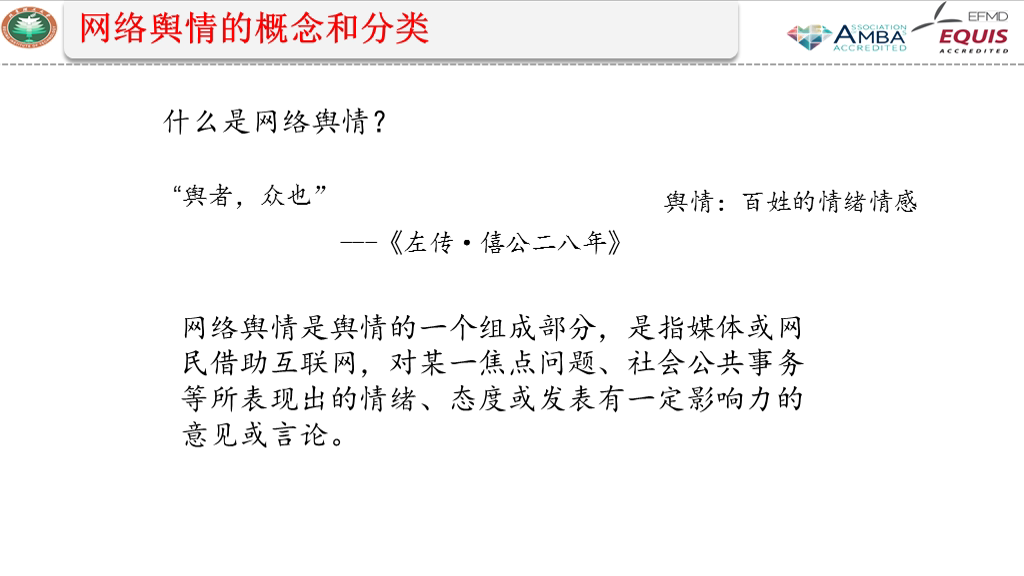 网络舆情的概念和分类
ASSOCIATION
AMBA
ACCREDITED
EFMD
EQUIS
ACCREDITED
什么是网络舆情？
“舆者，众也”
舆情：百姓的情绪情感
---《左传·僖公二八年》
网络舆情是舆情的一个组成部分，是指媒体或网
民借助互联网，对某一焦点问题、社会公共事务
等所表现出的情绪、态度或发表有一定影响力的
意见或言论。